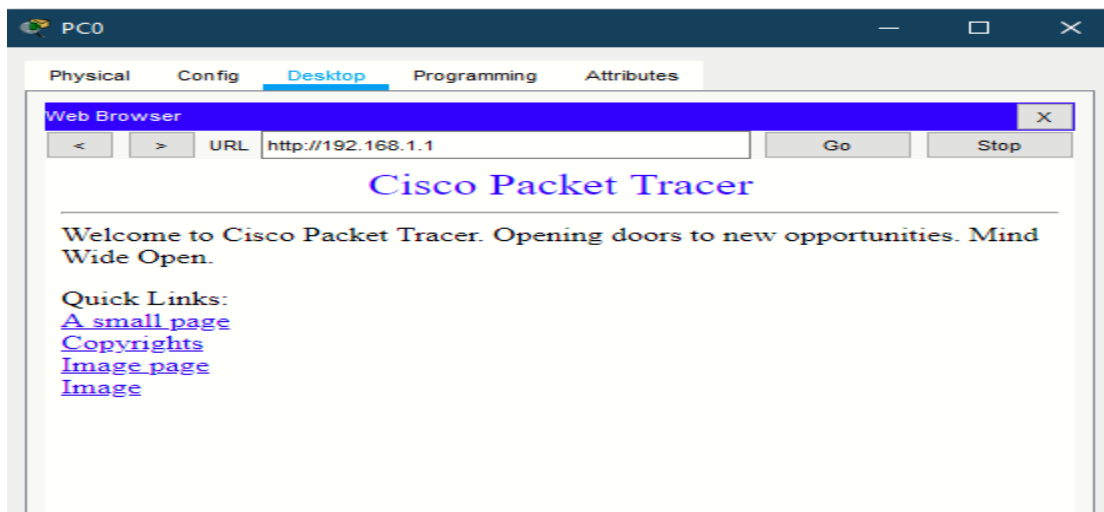 PC0
Physical Config Desktop Programming Attributes
Web Browser X
< > URL http://192.168.1.1 Go Stop
Cisco Packet Tracer
Welcome to Cisco Packet Tracer. Opening doors to new opportunities. Mind
Wide Open.
Quick Links:
A small page
Copyrights
Image page
Image